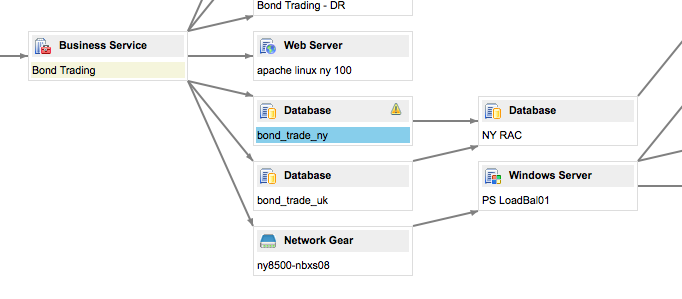 Bond Trading - DR
Business Service
Bond Trading
Web Server
apache linux ny 100
Database
bond_trade_ny
Database
NY RAC
Database
bond_trade_uk
Windows Server
PS LoadBal01
Network Gear
ny8500-nbxs08